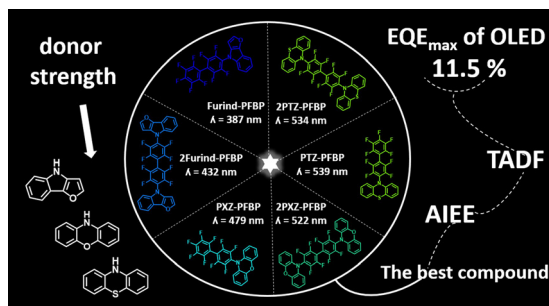 donor
strength
EQEmax of OLED
11.5 %
Furind-PFBP
λ = 387 nm
2PTZ-PFBP
λ = 534 nm
2Furind-PFBP
λ = 432 nm
PTZ-PFBP
λ = 539 nm
PXZ-PFBP
λ = 479 nm
2PXZ-PFBP
λ = 522 nm
TADF
AIEE
The best compound
H
N
O
H
N
O
H
N
S